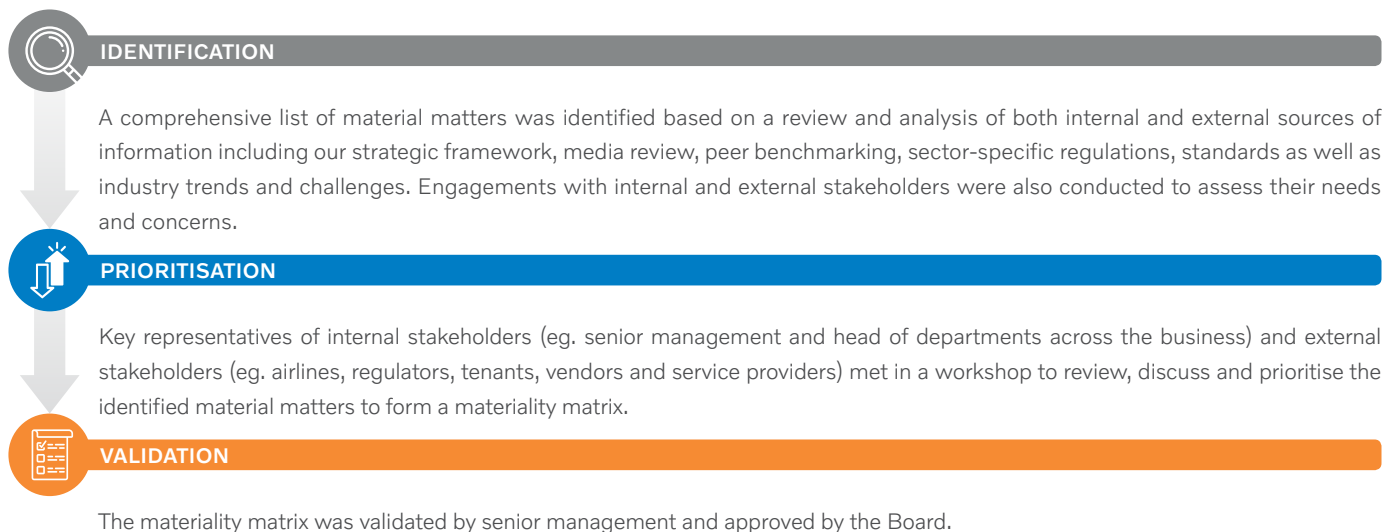 IDENTIFICATION
A comprehensive list of material matters was identified based on a review and analysis of both internal and external sources of
information including our strategic framework, media review, peer benchmarking, sector-specific regulations, standards as well as
industry trends and challenges. Engagements with internal and external stakeholders were also conducted to assess their needs
and concerns.
PRIORITISATION
Key representatives of internal stakeholders (eg. senior management and head of departments across the business) and external
stakeholders (eg. airlines, regulators, tenants, vendors and service providers) met in a workshop to review, discuss and prioritise the
identified material matters to form a materiality matrix.
VALIDATION
The materiality matrix was validated by senior management and approved by the Board.